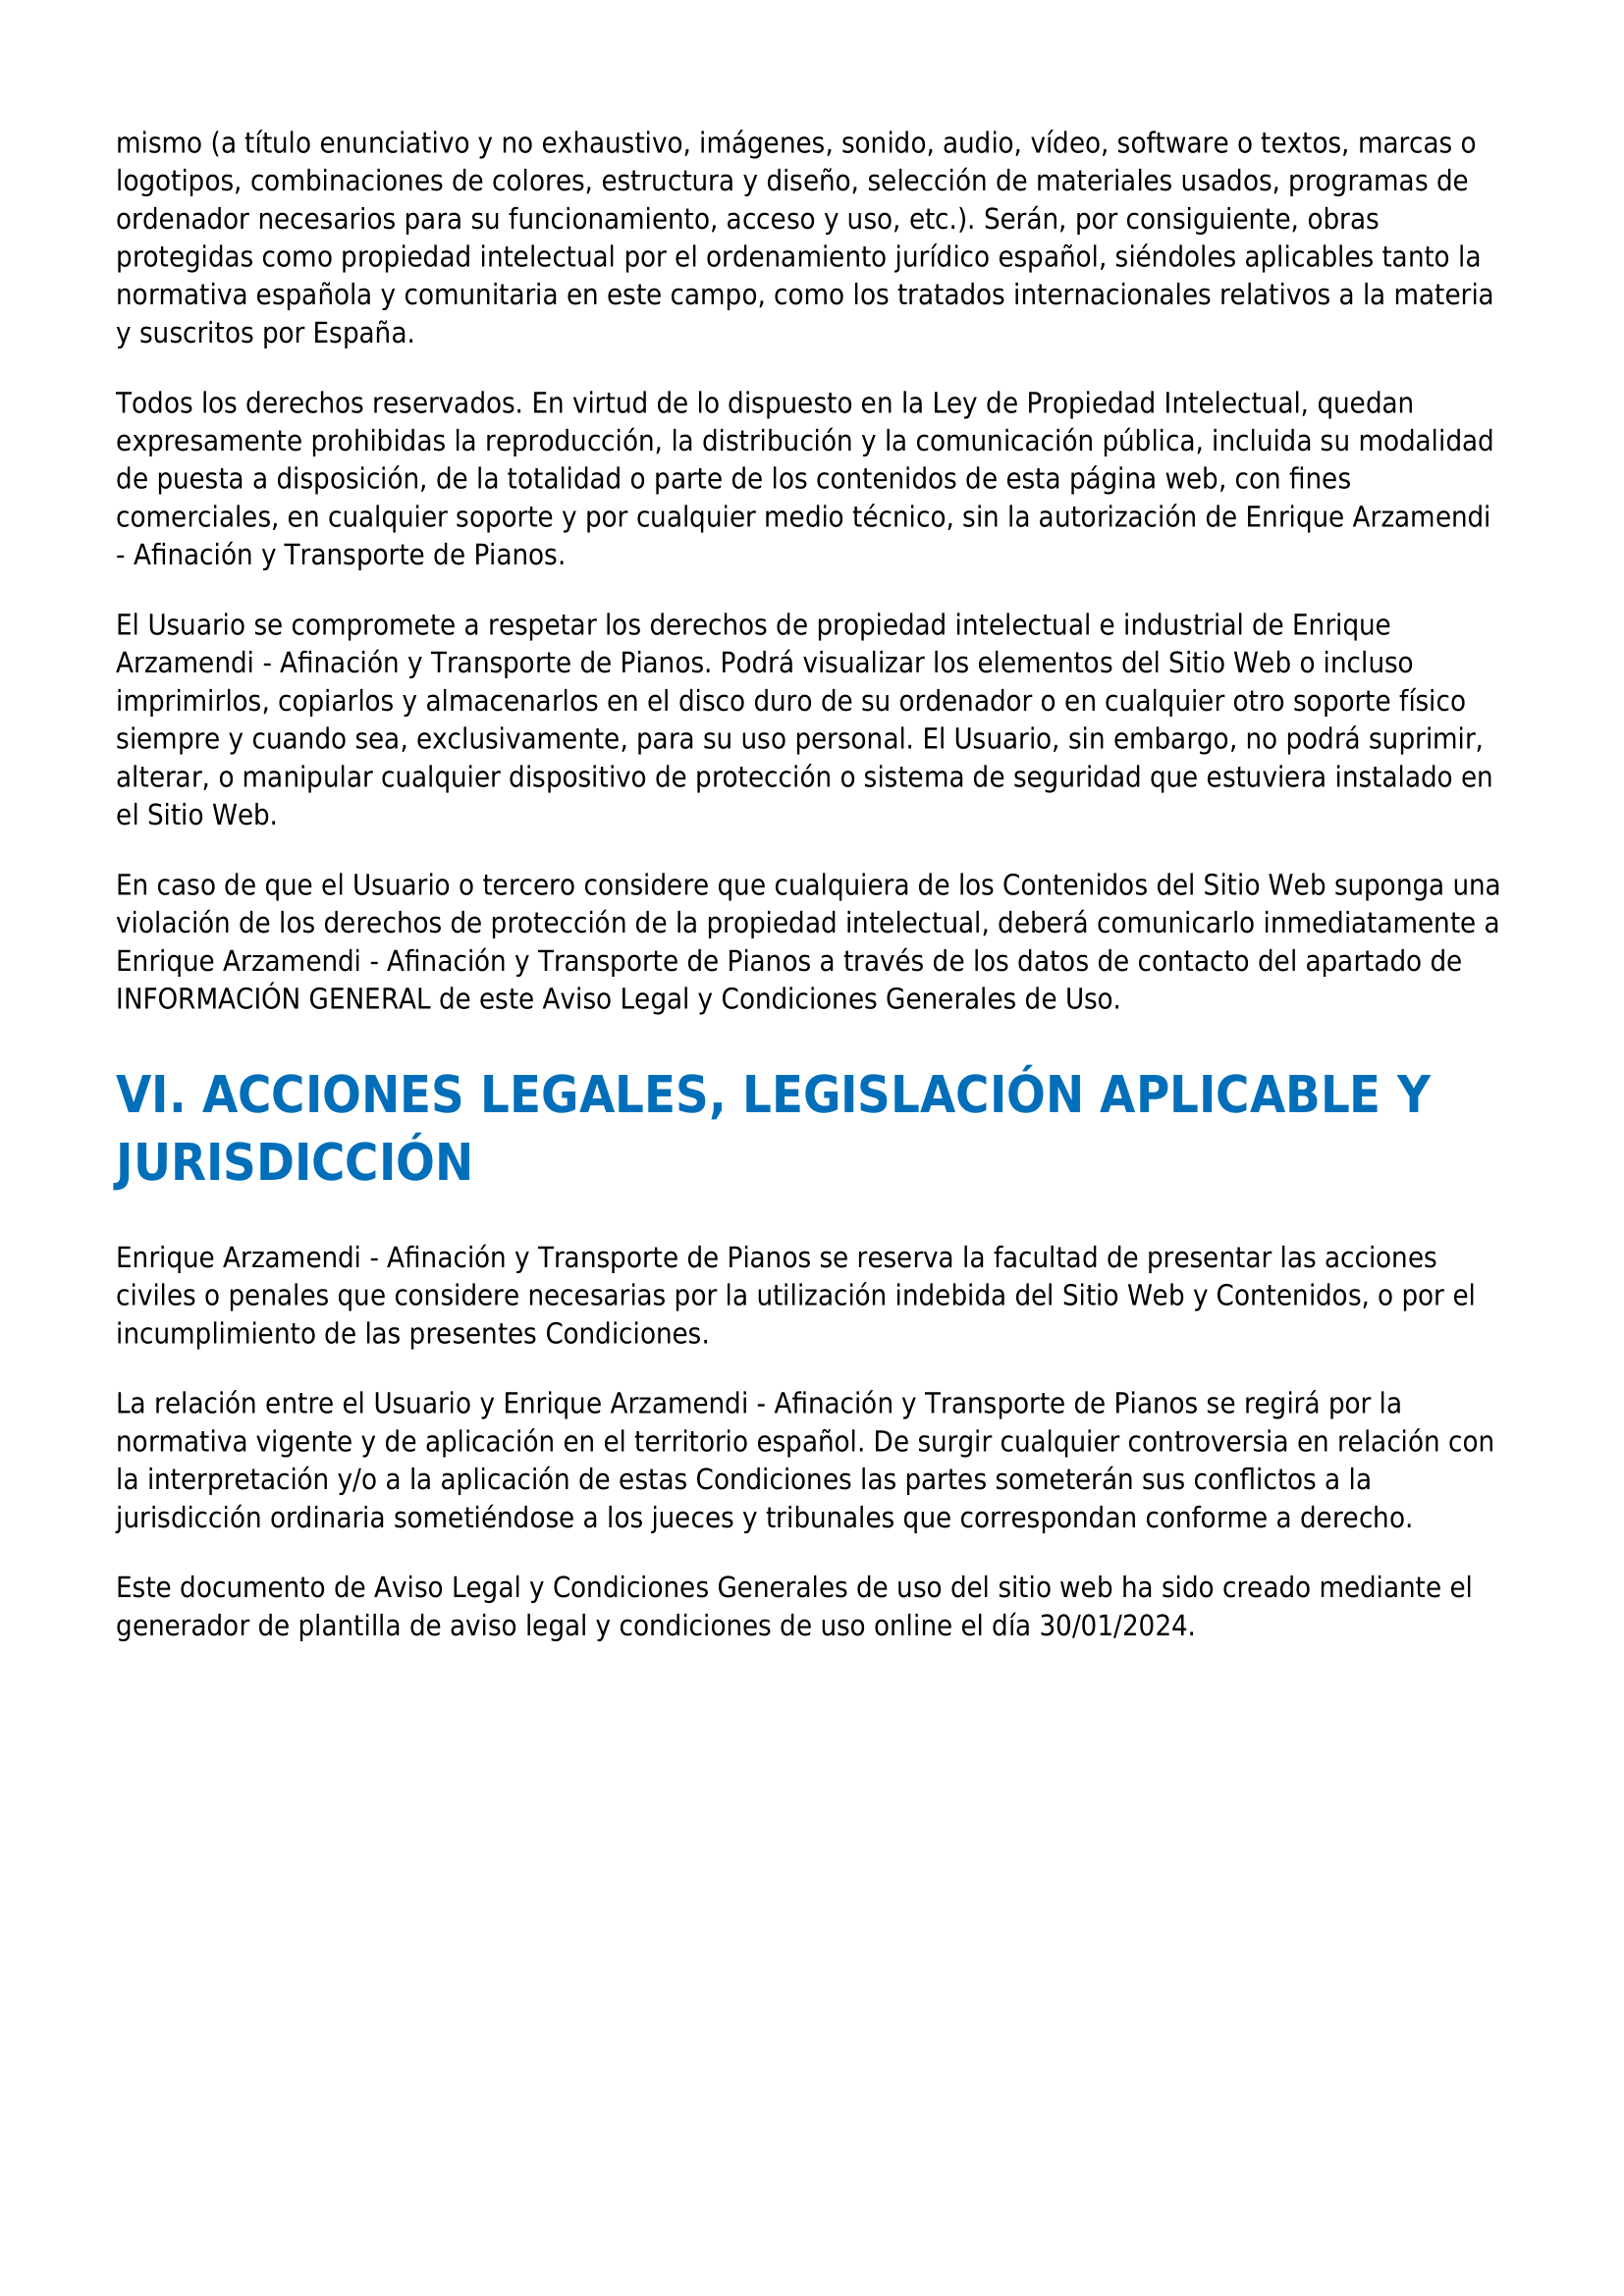 mismo (a título enunciativo y no exhaustivo, imágenes, sonido, audio, vídeo, software o textos, marcas o
logotipos, combinaciones de colores, estructura y diseño, selección de materiales usados, programas de
ordenador necesarios para su funcionamiento, acceso y uso, etc.). Serán, por consiguiente, obras
protegidas como propiedad intelectual por el ordenamiento jurídico español, siéndoles aplicables tanto la
normativa española y comunitaria en este campo, como los tratados internacionales relativos a la materia
y suscritos por España.
Todos los derechos reservados. En virtud de lo dispuesto en la Ley de Propiedad Intelectual, quedan
expresamente prohibidas la reproducción, la distribución y la comunicación pública, incluida su modalidad
de puesta a disposición, de la totalidad o parte de los contenidos de esta página web, con fines
comerciales, en cualquier soporte y por cualquier medio técnico, sin la autorización de Enrique Arzamendi
- Afinación y Transporte de Pianos.
El Usuario se compromete a respetar los derechos de propiedad intelectual e industrial de Enrique
Arzamendi - Afinación y Transporte de Pianos. Podrá visualizar los elementos del Sitio Web o incluso
imprimirlos, copiarlos y almacenarlos en el disco duro de su ordenador o en cualquier otro soporte físico
siempre y cuando sea, exclusivamente, para su uso personal. El Usuario, sin embargo, no podrá suprimir,
alterar, o manipular cualquier dispositivo de protección o sistema de seguridad que estuviera instalado en
el Sitio Web.
En caso de que el Usuario o tercero considere que cualquiera de los Contenidos del Sitio Web suponga una
violación de los derechos de protección de la propiedad intelectual, deberá comunicarlo inmediatamente a
Enrique Arzamendi - Afinación y Transporte de Pianos a través de los datos de contacto del apartado de
INFORMACIÓN GENERAL de este Aviso Legal y Condiciones Generales de Uso.
VI. ACCIONES LEGALES, LEGISLACIÓN APLICABLE Y
JURISDICCIÓN
Enrique Arzamendi - Afinación y Transporte de Pianos se reserva la facultad de presentar las acciones
civiles o penales que considere necesarias por la utilización indebida del Sitio Web y Contenidos, o por el
incumplimiento de las presentes Condiciones.
La relación entre el Usuario y Enrique Arzamendi - Afinación y Transporte de Pianos se regirá por la
normativa vigente y de aplicación en el territorio español. De surgir cualquier controversia en relación con
la interpretación y/o a la aplicación de estas Condiciones las partes someterán sus conflictos a la
jurisdicción ordinaria sometiéndose a los jueces y tribunales que correspondan conforme a derecho.
Este documento de Aviso Legal y Condiciones Generales de uso del sitio web ha sido creado mediante el
generador de plantilla de aviso legal y condiciones de uso online el día 30/01/2024.